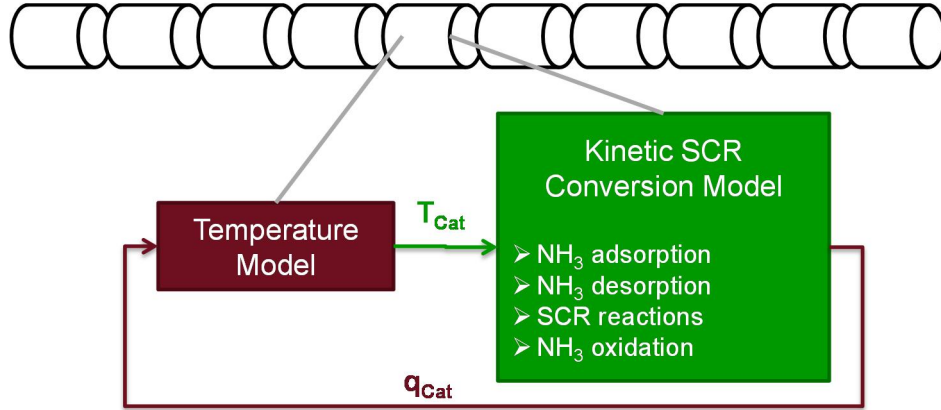 Kinetic SCR
Conversion Model
T_Cat
Temperature
Model
➢ NH₃ adsorption
➢ NH₃ desorption
➢ SCR reactions
➢ NH₃ oxidation
q_Cat